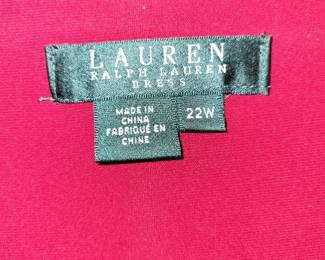 LAUREN
RALPH LAUREN
DRESS
MADE IN
CHINA
FABRIQUÉ EN
CHINE
22W